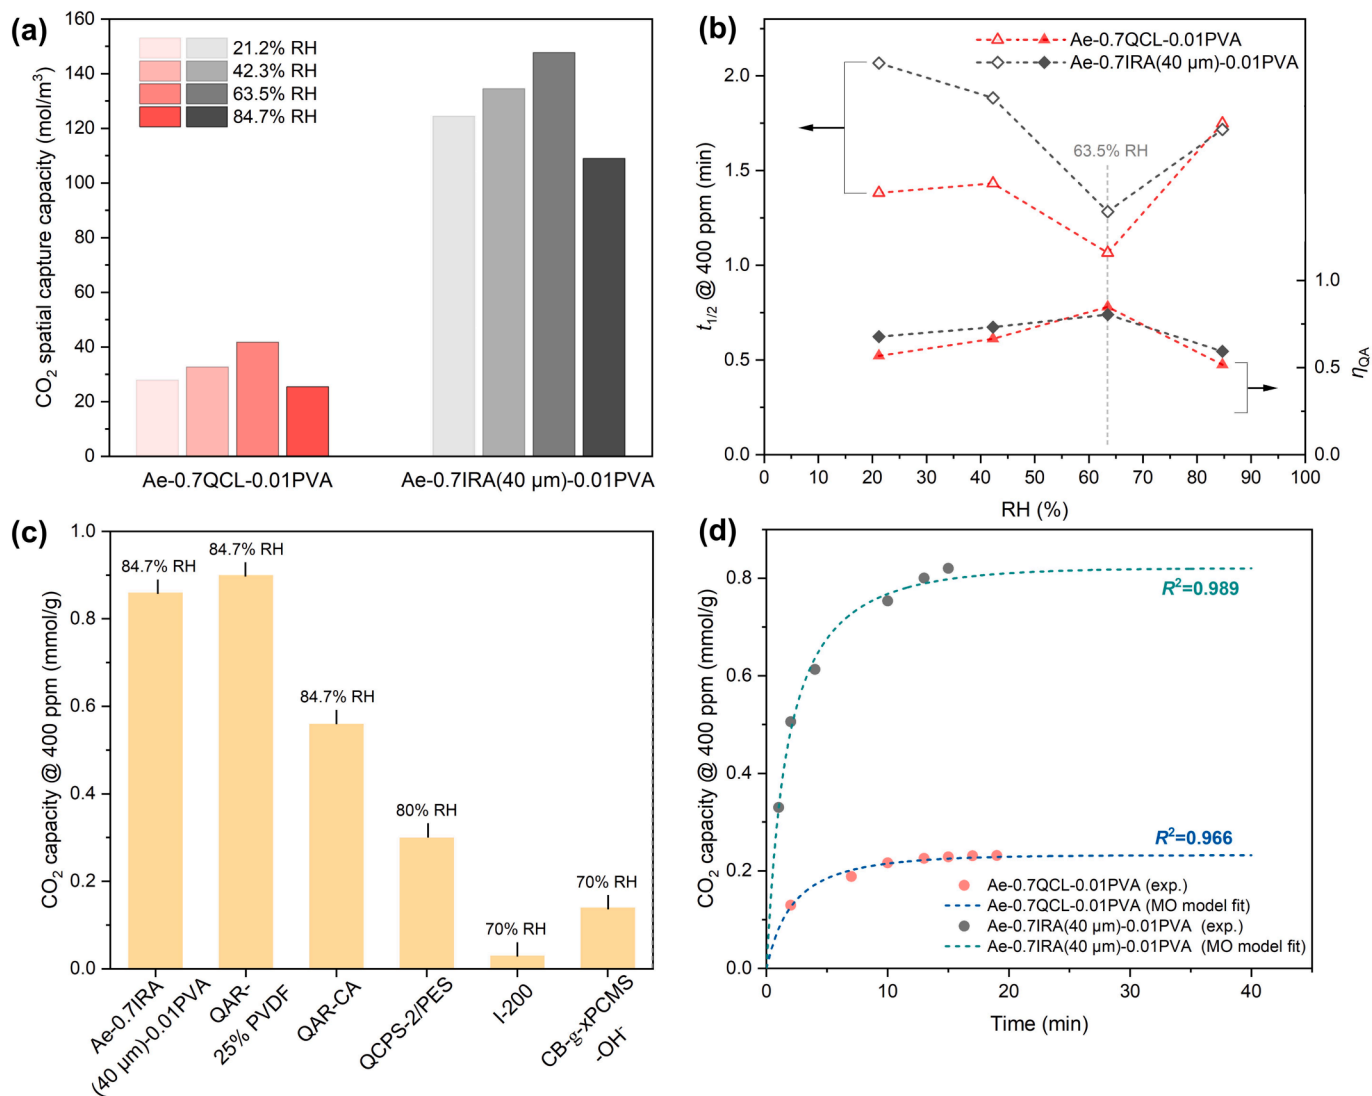 (a)
CO₂ spatial capture capacity (mol/m³)
160
140
120
100
80
60
40
20
0
21.2% RH
42.3% RH
63.5% RH
84.7% RH
Ae-0.7QCL-0.01PVA
Ae-0.7IRA(40 μm)-0.01PVA
(b)
t₁/₂ @ 400 ppm (min)
2.0
1.5
1.0
0.5
0.0
Ae-0.7QCL-0.01PVA
Ae-0.7IRA(40 μm)-0.01PVA
63.5% RH
1.0
0.5
0.0
η_QA
0
10
20
30
40
50
60
70
80
90
100
RH (%)
(c)
CO₂ capacity @ 400 ppm (mmol/g)
1.0
0.8
0.6
0.4
0.2
0.0
84.7% RH
84.7% RH
84.7% RH
80% RH
70% RH
70% RH
Ae-0.7IRA
(40 μm)-0.01PVA
QAR-
25% PVDF
QAR-CA
QCPS-2/PES
I-200
CB-g-xPCMS
-OH⁻
(d)
CO₂ capacity @ 400 ppm (mmol/g)
0.8
0.6
0.4
0.2
0.0
R²=0.989
R²=0.966
Ae-0.7QCL-0.01PVA (exp.)
Ae-0.7QCL-0.01PVA (MO model fit)
Ae-0.7IRA(40 μm)-0.01PVA (exp.)
Ae-0.7IRA(40 μm)-0.01PVA (MO model fit)
0
10
20
30
40
Time (min)